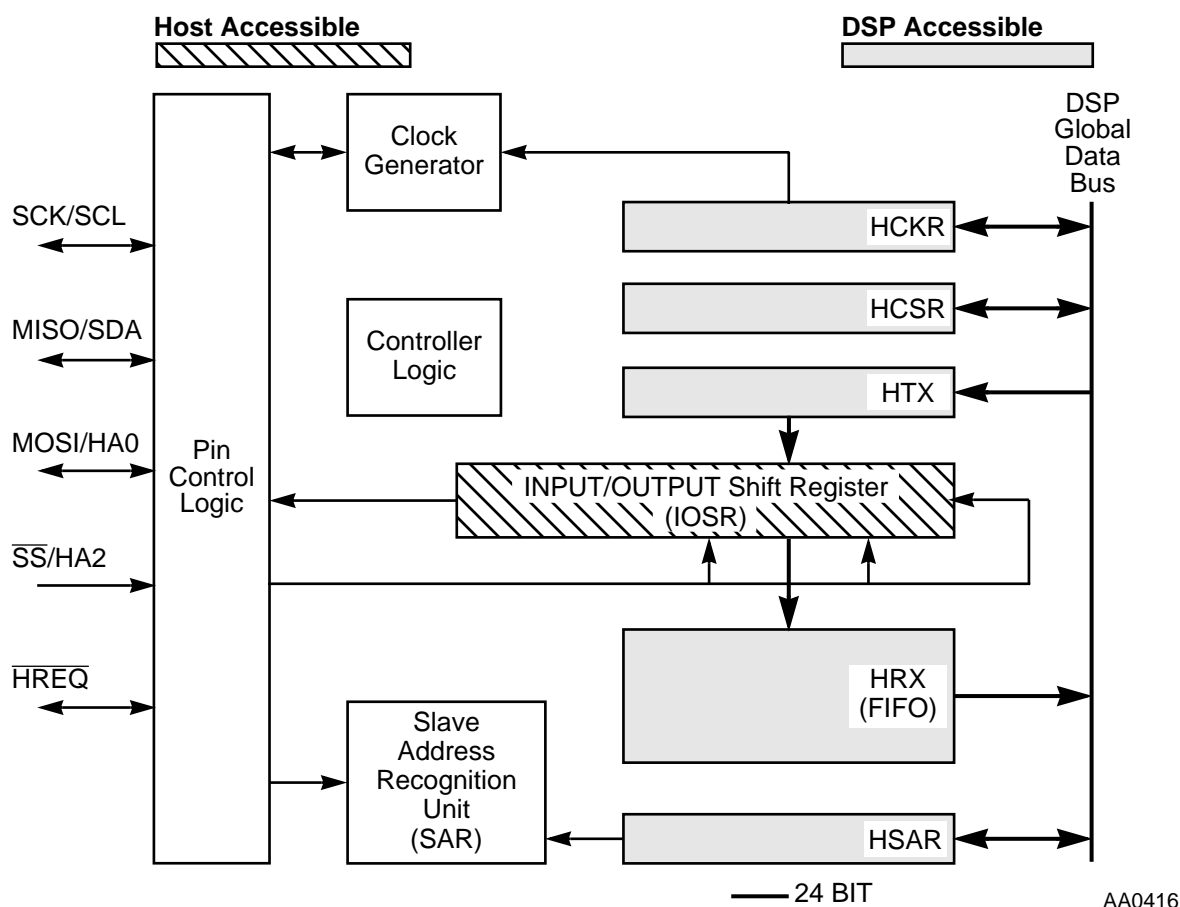 Host Accessible
DSP Accessible
DSP
Global
Data
Bus
Clock
Generator
SCK/SCL
HCKR
HCSR
MISO/SDA
Controller
Logic
HTX
MOSI/HA0
Pin
Control
Logic
INPUT/OUTPUT Shift Register
(IOSR)
S̅S̅/HA2
H̅R̅E̅Q̅
HRX
(FIFO)
Slave
Address
Recognition
Unit
(SAR)
HSAR
24 BIT
AA0416